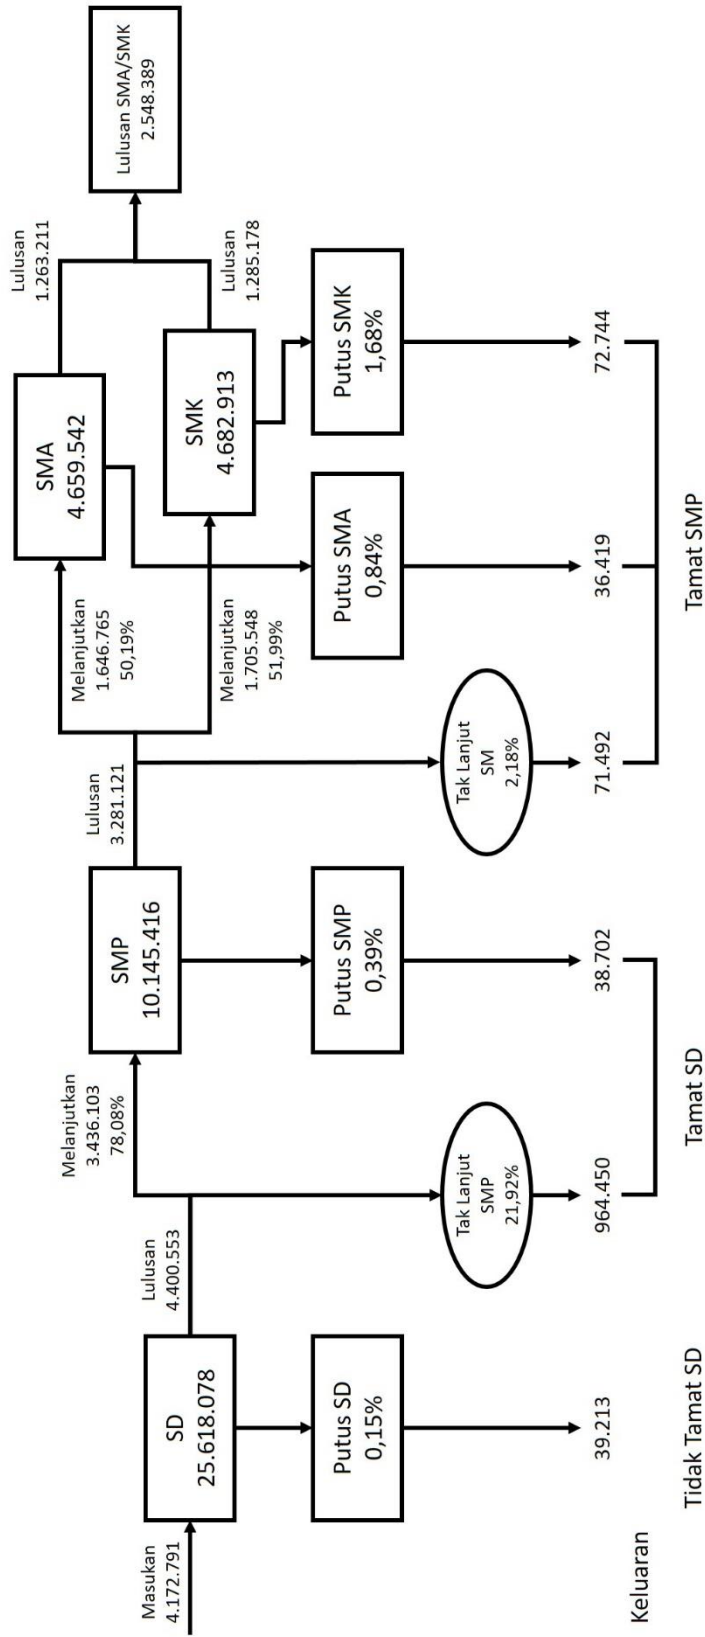 Masukan
4.172.791
SD
25.618.078
Putus SD
0,15%
39.213
Lulusan
4.400.553
Melanjutkan
3.436.103
78,08%
Tak Lanjut
SMP
21,92%
964.450
SMP
10.145.416
Putus SMP
0,39%
38.702
Lulusan
3.281.121
Tak Lanjut
SM
2,18%
71.492
Melanjutkan
1.646.765
50,19%
Melanjutkan
1.705.548
51,99%
SMA
4.659.542
Putus SMA
0,84%
36.419
SMK
4.682.913
Putus SMK
1,68%
72.744
Lulusan
1.263.211
Lulusan
1.285.178
Lulusan SMA/SMK
2.548.389
Keluaran
Tidak Tamat SD
Tamat SD
Tamat SMP